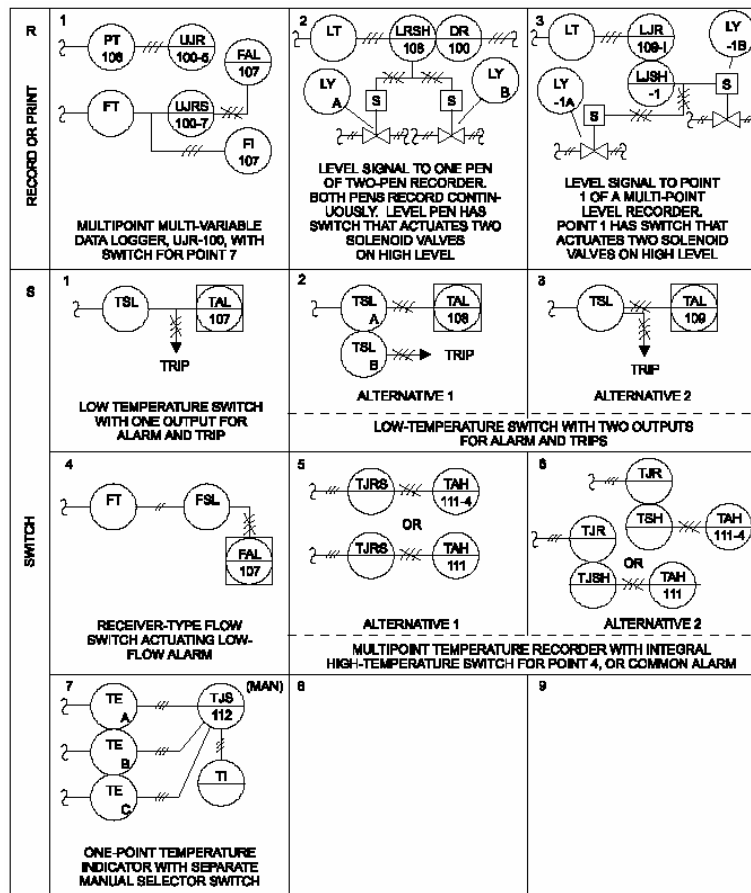 R
RECORD OR PRINT
1
PT
106
UJR
100-5
FAL
107
FT
UJRS
100-7
FI
107
MULTIPOINT MULTI-VARIABLE
DATA LOGGER, UJR-100, WITH
SWITCH FOR POINT 7
2
LT
LRSH
106
DR
100
LY
A
S
S
LY
B
LEVEL SIGNAL TO ONE PEN
OF TWO-PEN RECORDER.
BOTH PENS RECORD CONTIN-
UOUSLY. LEVEL PEN HAS
SWITCH THAT ACTUATES TWO
SOLENOID VALVES
ON HIGH LEVEL
3
LT
LJR
109-1
LY
-1B
LJSH
-1
LY
-1A
S
S
LEVEL SIGNAL TO POINT
1 OF A MULTI-POINT
LEVEL RECORDER.
POINT 1 HAS SWITCH THAT
ACTUATES TWO SOLENOID
VALVES ON HIGH LEVEL
S
SWITCH
1
TSL
TAL
107
TRIP
LOW TEMPERATURE SWITCH
WITH ONE OUTPUT FOR
ALARM AND TRIP
2
TSL
A
TAL
108
TSL
B
TRIP
ALTERNATIVE 1
3
TSL
TAL
109
TRIP
ALTERNATIVE 2
LOW-TEMPERATURE SWITCH WITH TWO OUTPUTS
FOR ALARM AND TRIPS
4
FT
FSL
FAL
107
RECEIVER-TYPE FLOW
SWITCH ACTUATING LOW-
FLOW ALARM
5
TJRS
TAH
111-4
OR
TJRS
TAH
111
ALTERNATIVE 1
6
TJR
TJR
TSH
TAH
111-4
OR
TJSH
TAH
111
ALTERNATIVE 2
MULTIPOINT TEMPERATURE RECORDER WITH INTEGRAL
HIGH-TEMPERATURE SWITCH FOR POINT 4, OR COMMON ALARM
7
TE
A
TJS
112
(MAN)
TE
B
TE
C
TI
ONE-POINT TEMPERATURE
INDICATOR WITH SEPARATE
MANUAL SELECTOR SWITCH
8
9